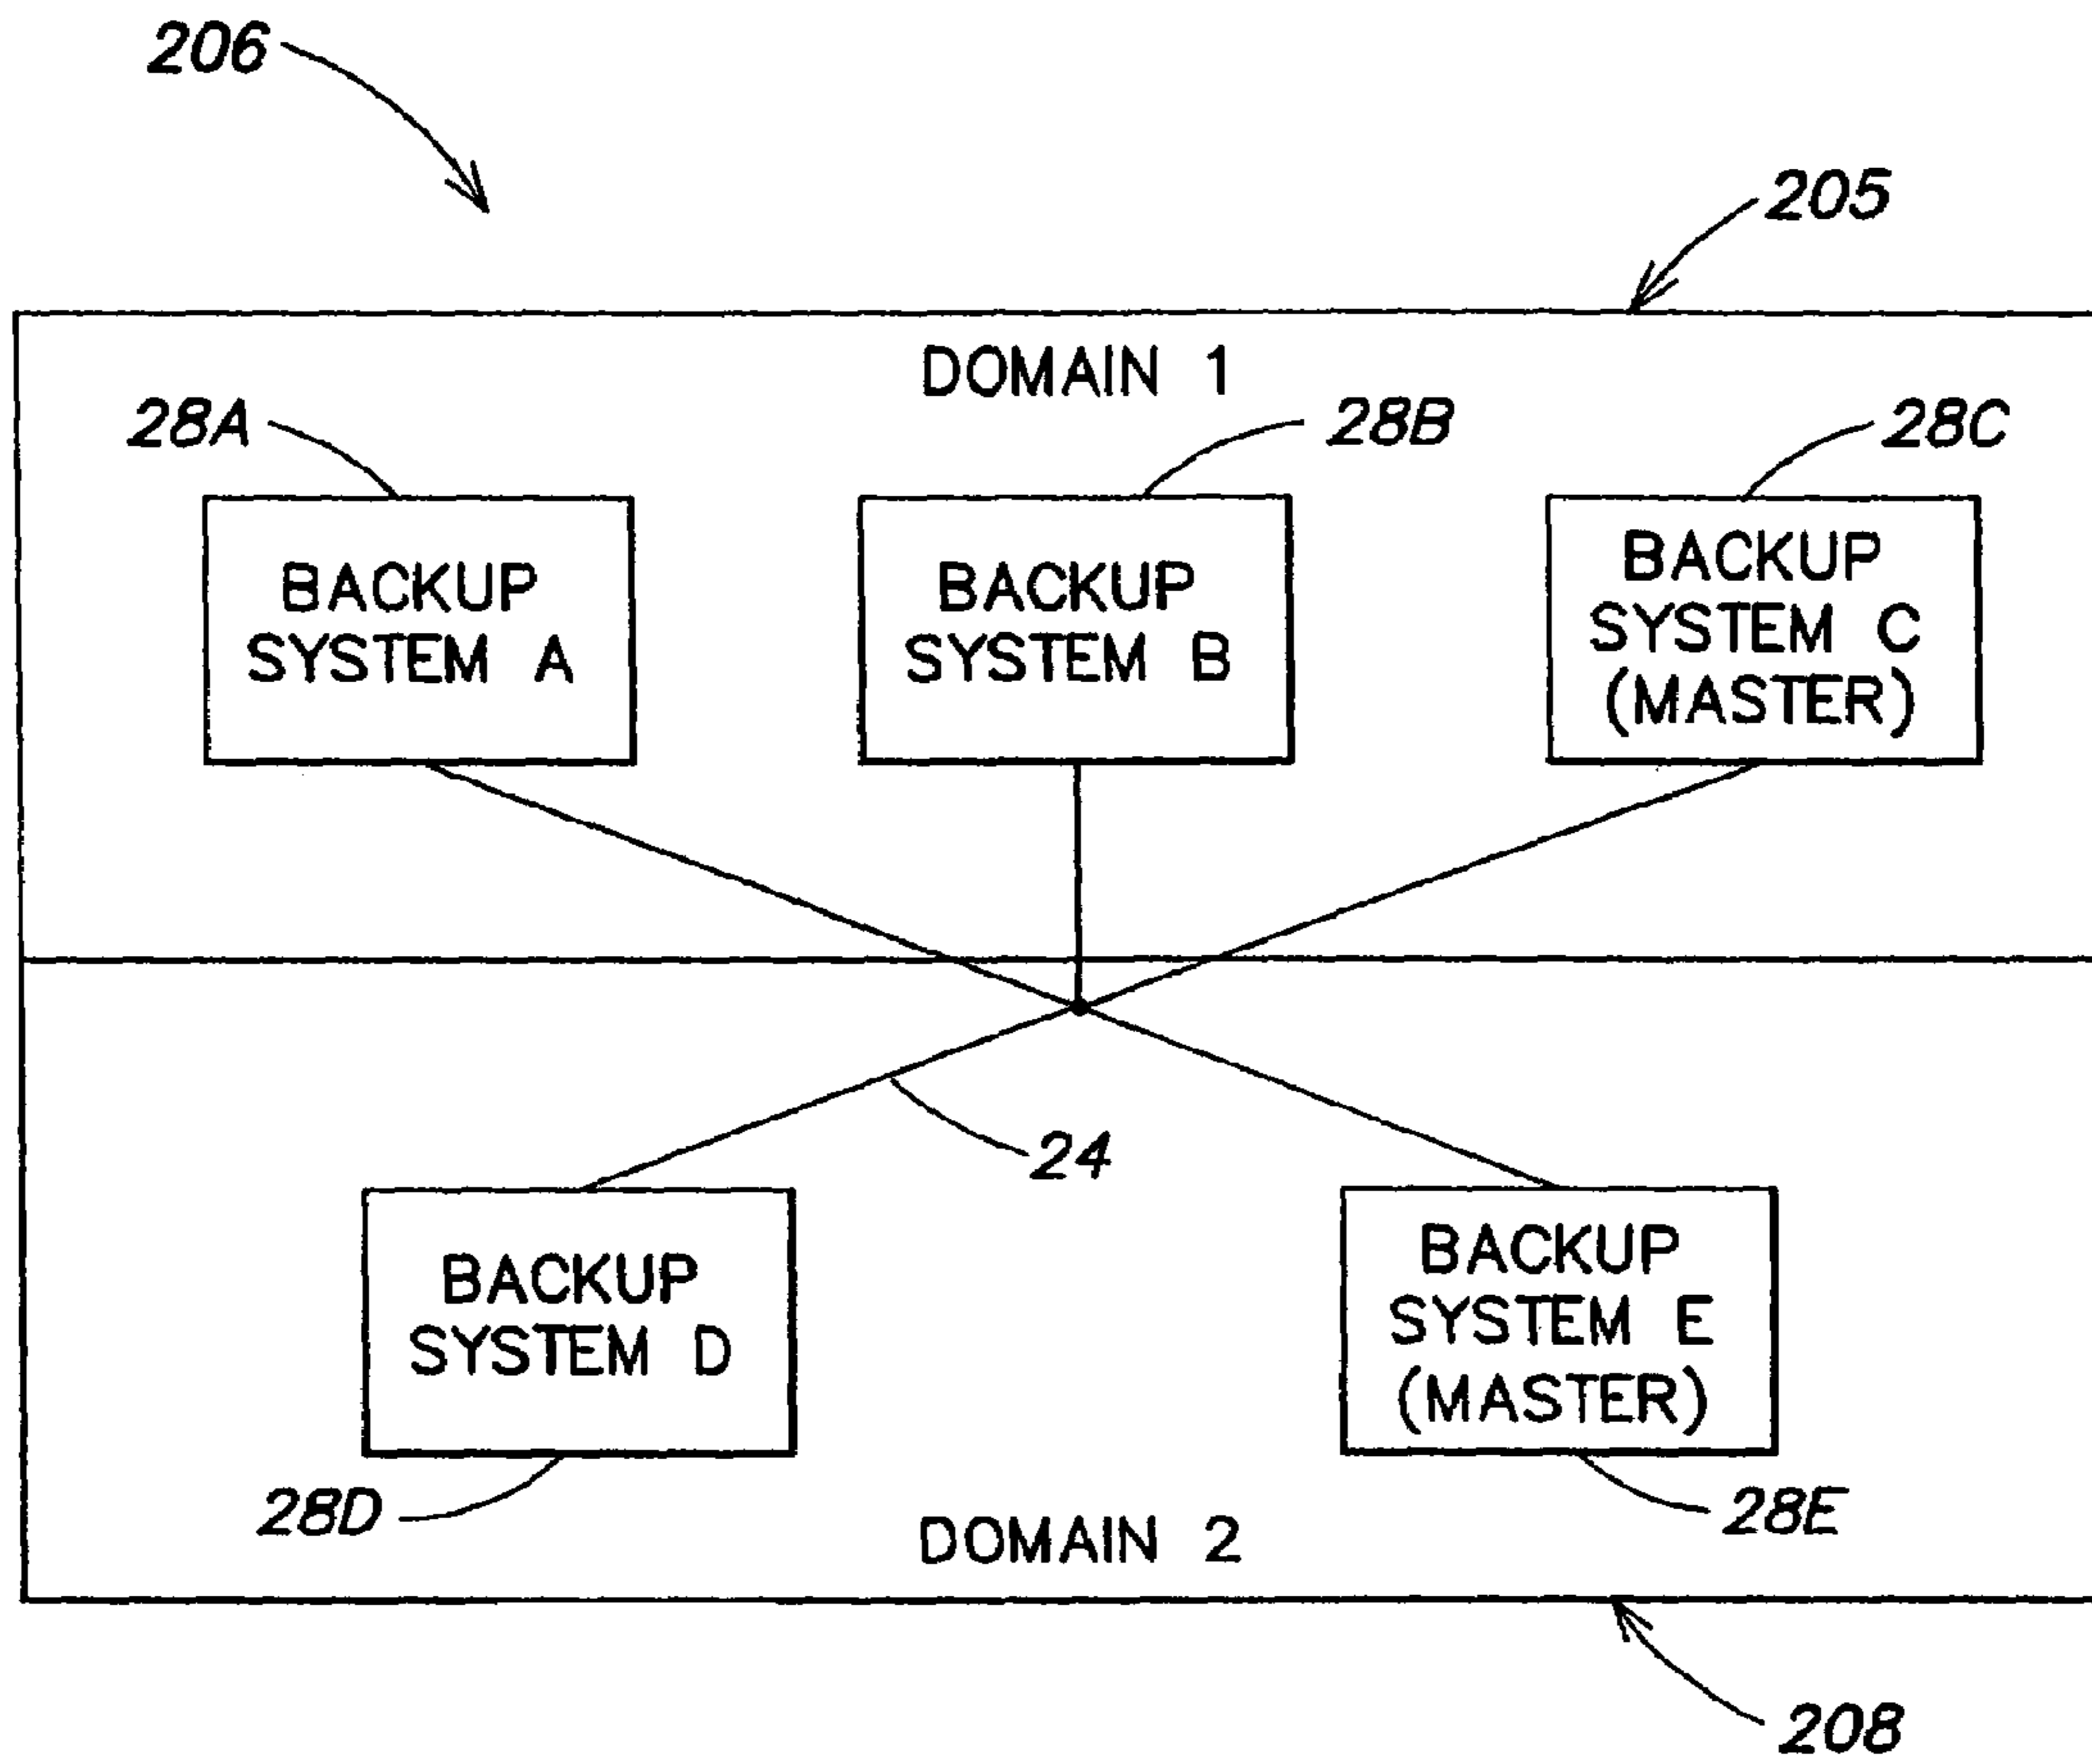 206
205
DOMAIN 1
28A
28B
28C
BACKUP
SYSTEM A
BACKUP
SYSTEM B
BACKUP
SYSTEM C
(MASTER)
24
BACKUP
SYSTEM D
BACKUP
SYSTEM E
(MASTER)
28D
28E
DOMAIN 2
208